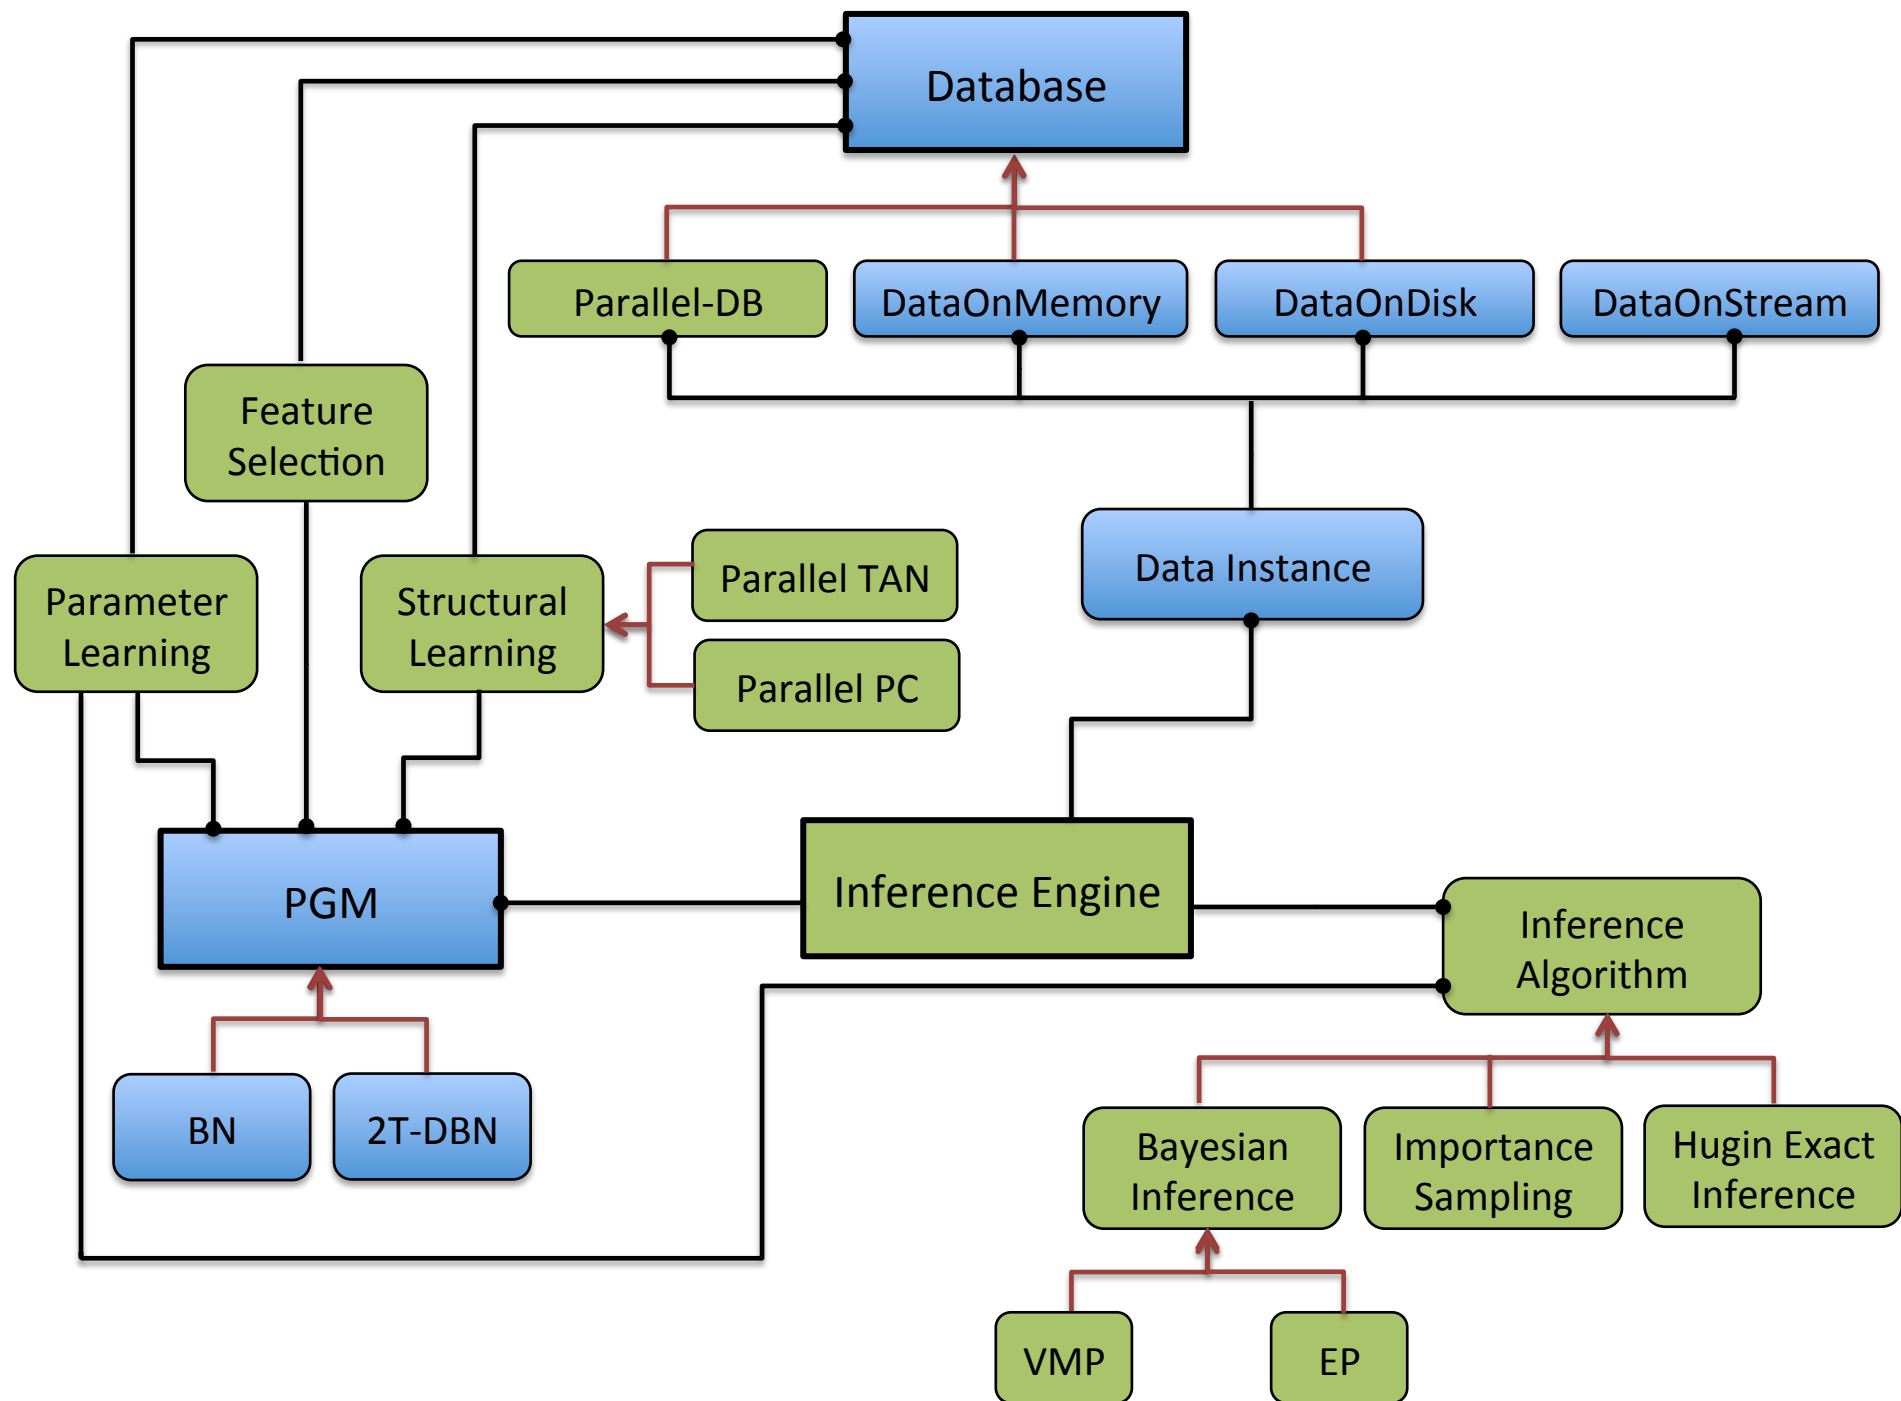 Database
Parallel-DB
DataOnMemory
DataOnDisk
DataOnStream
Feature
Selection
Parameter
Learning
Structural
Learning
Parallel TAN
Parallel PC
Data Instance
PGM
Inference Engine
Inference
Algorithm
BN
2T-DBN
Bayesian
Inference
Importance
Sampling
Hugin Exact
Inference
VMP
EP